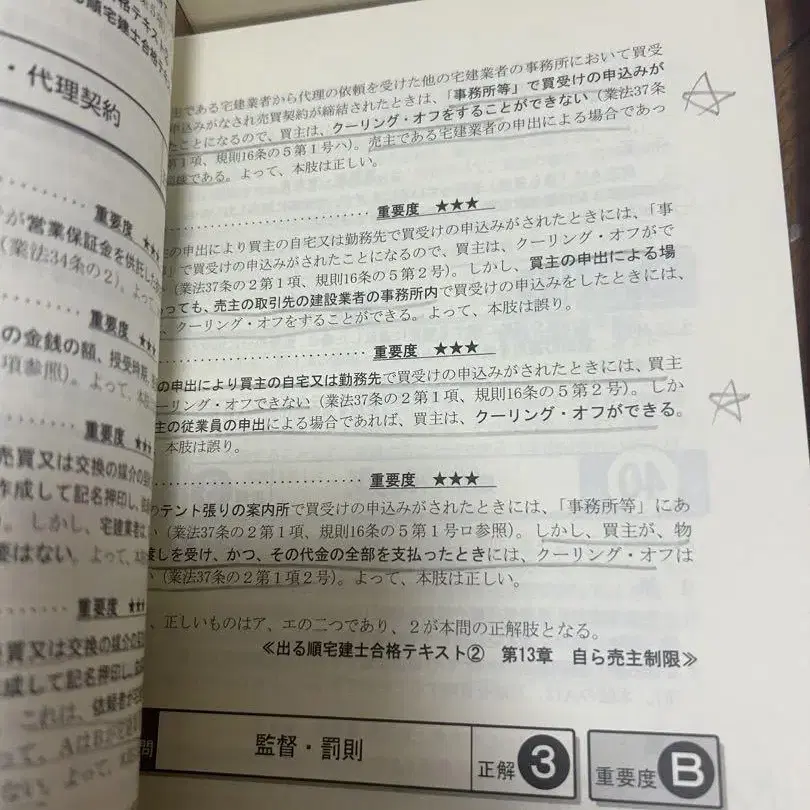 ・代理契約
重要度 ★★
が営業保証金を供託した
（業法34条の2）。よって
重要度 ★★★
の金銭の額、授受時期、
項参照）。よって、本
重要度 ★★★
売買又は交換の媒介の
作成して記名押印し、
。しかし、宅建業者は
要はない。よって、本
重要度 ★★★
買又は交換の媒介の
成して記名押印し、
これは、依頼者が
って、AはBが
ない。よって、
である宅建業者から代理の依頼を受けた他の宅建業者の事務所において買受
申込みがなされ売買契約が締結されたときは、「事務所等」で買受けの申込みが
たことになるので、買主は、クーリング・オフをすることができない（業法37条
第1項、規則16条の5第1号ハ）。売主である宅建業者の申出による場合であっ
である。よって、本肢は正しい。
重要度 ★★★
の申出により買主の自宅又は勤務先で買受けの申込みがされたときには、「事
」で買受けの申込みがされたことになるので、買主は、クーリング・オフがで
（業法37条の2第1項、規則16条の5第2号）。しかし、買主の申出による場
っても、売主の取引先の建設業者の事務所内で買受けの申込みをしたときには、
、クーリング・オフをすることができる。よって、本肢は誤り。
重要度 ★★★
の申出により買主の自宅又は勤務先で買受けの申込みがされたときには、買主
ーリング・オフできない（業法37条の2第1項、規則16条の5第2号）。しか
主の従業員の申出による場合であれば、買主は、クーリング・オフができる。
、本肢は誤り。
重要度 ★★★
のテント張りの案内所で買受けの申込みがされたときには、「事務所等」にあ
い（業法37条の2第1項、規則16条の5第1号ロ参照）。しかし、買主が、物
渡しを受け、かつ、その代金の全部を支払ったときには、クーリング・オフは
い（業法37条の2第1項2号）。よって、本肢は正しい。
、正しいものはア、エの二つであり、2が本問の正解肢となる。
≪出る順宅建士合格テキスト② 第13章 自ら売主制限≫
問 監督・罰則 正解 3 重要度 B